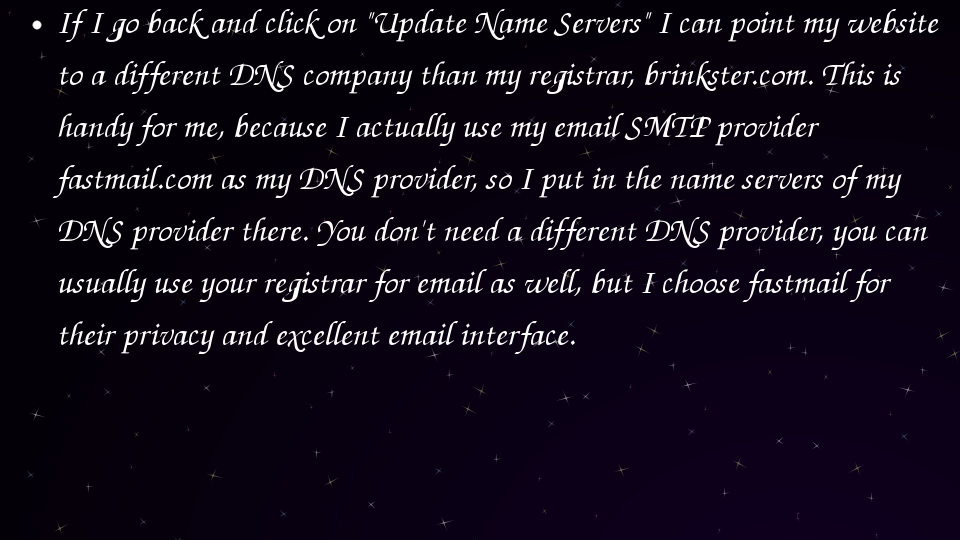 • If I go back and click on "Update Name Servers" I can point my website
to a different DNS company than my registrar, brinkster.com. This is
handy for me, because I actually use my email SMTP provider
fastmail.com as my DNS provider, so I put in the name servers of my
DNS provider there. You don't need a different DNS provider, you can
usually use your registrar for email as well, but I choose fastmail for
their privacy and excellent email interface.